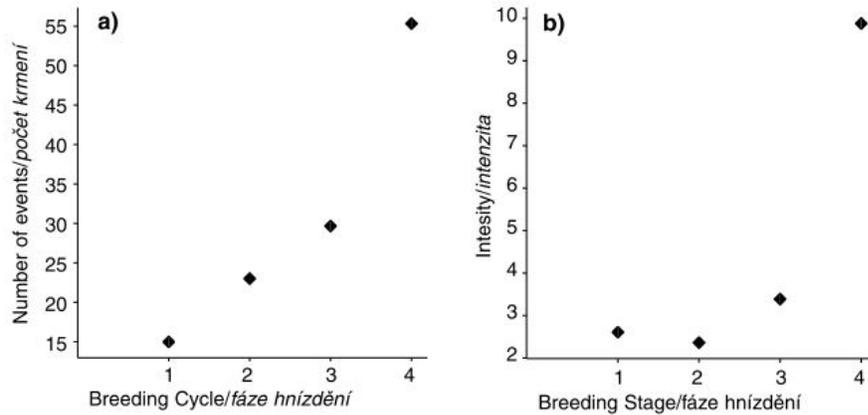 a)
Number of events/počet krmení
55
50
45
40
30
25
20
15
1 2 3 4
Breeding Cycle/fáze hnízdění
b)
Intesity/intenzita
10
9
8
7
6
5
4
3
2
1 2 3 4
Breeding Stage/fáze hnízdění